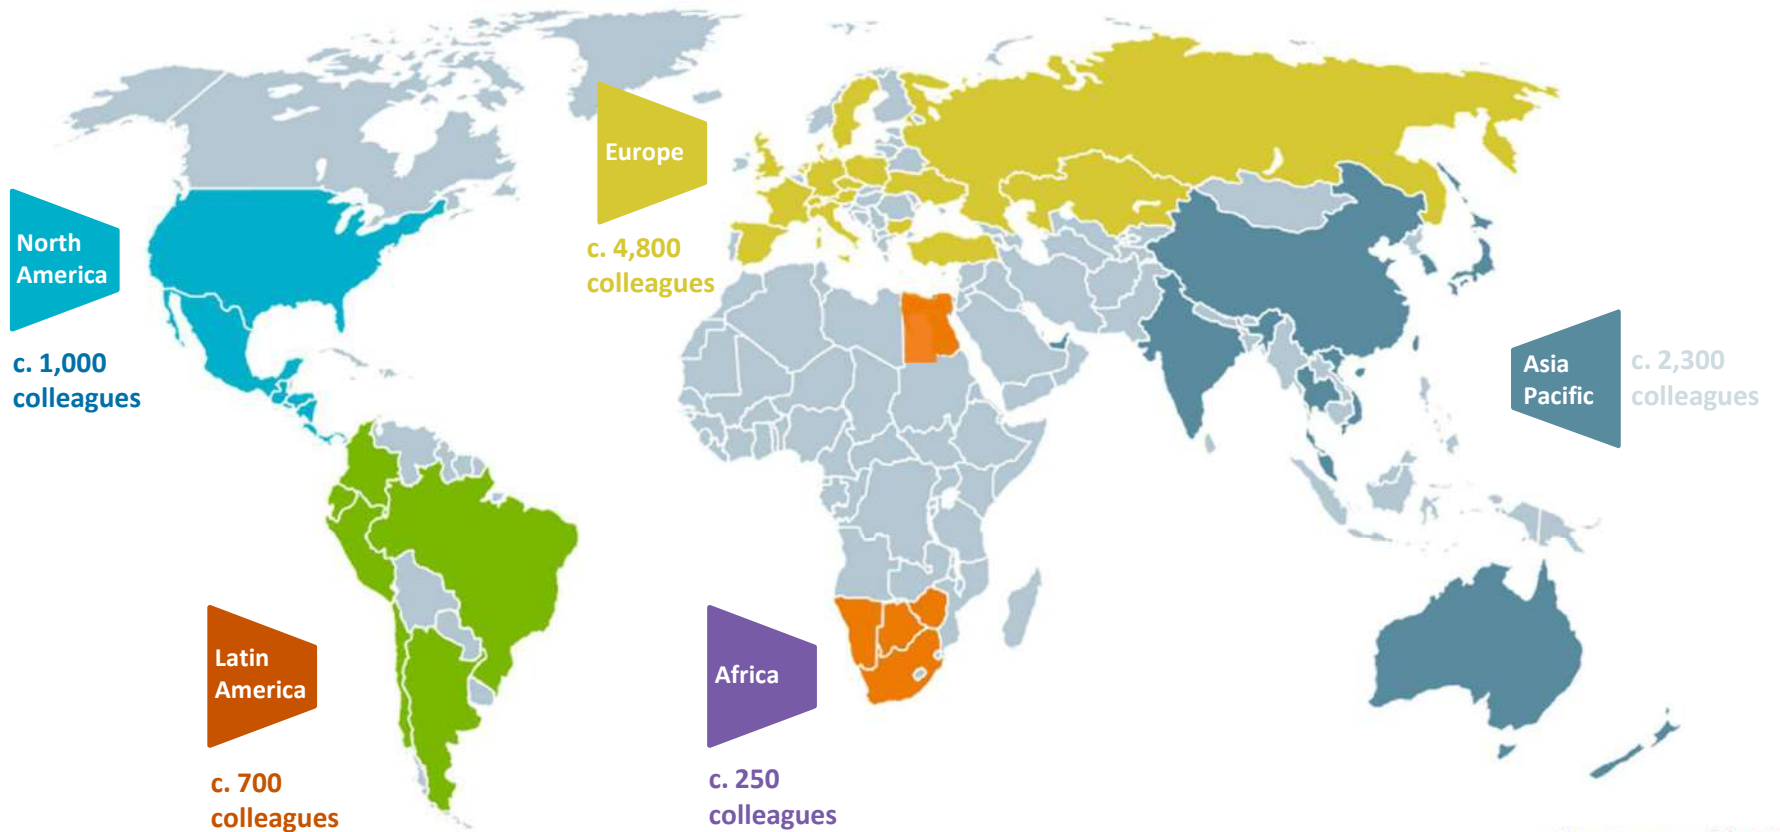 Europe
c. 4,800
colleagues
North
America
c. 1,000
colleagues
Asia
Pacific
c. 2,300
colleagues
Latin
America
c. 700
colleagues
Africa
c. 250
colleagues